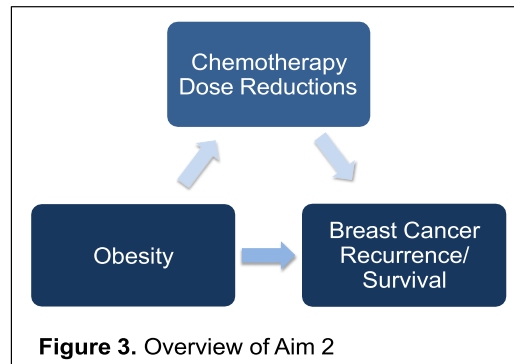 Chemotherapy
Dose Reductions
Obesity
Breast Cancer
Recurrence/
Survival
Figure 3. Overview of Aim 2